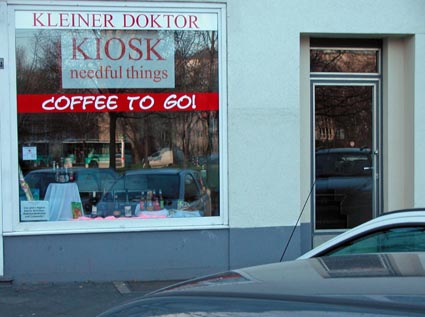 KLEINER DOKTOR
KIOSK
needful things
COFFEE TO GO!